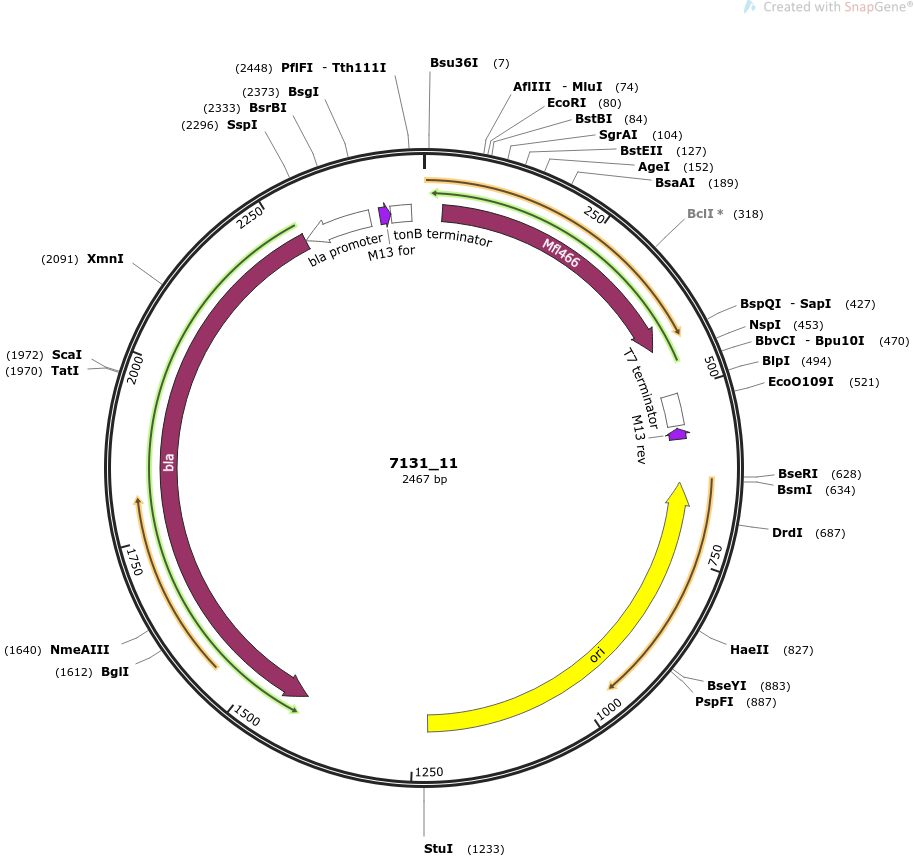 Created with SnapGene®
(2448) PflFI - Tth111I
Bsu36I (7)
(2373) BsgI
AflIII - MluI (74)
(2333) BsrBI
EcoRI (80)
(2296) SspI
BstBI (84)
SgrAI (104)
BstEII (127)
AgeI (152)
BsaAI (189)
BclI * (318)
2250
250
bla promoter
M13 for
tonB terminator
Mfl466
(2091) XmnI
BspQI - SapI (427)
NspI (453)
BbvCI - Bpu10I (470)
(1972) ScaI
BlpI (494)
(1970) TatI
EcoO109I (521)
2000
500
T7 terminator
M13 rev
bla
7131_11
2467 bp
BseRI (628)
BsmI (634)
DrdI (687)
1750
750
(1640) NmeAIII
HaeII (827)
(1612) BglI
ori
BseYI (883)
PspFI (887)
1500
1000
1250
StuI (1233)